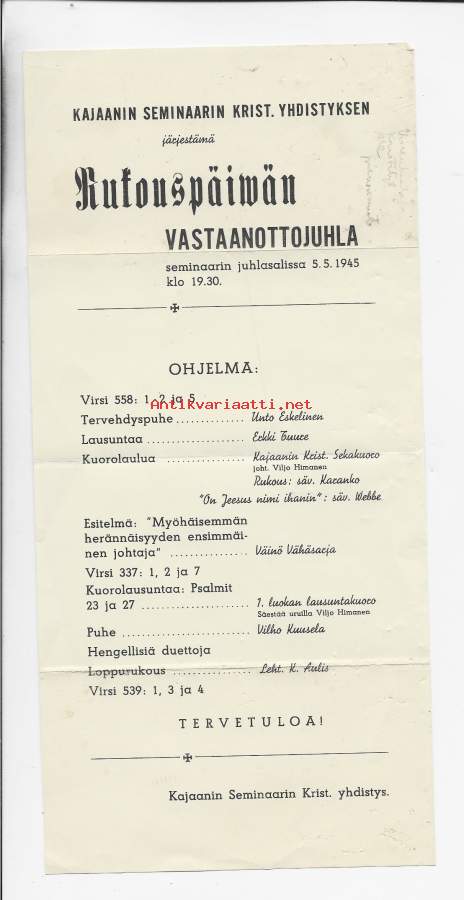 KAJAANIN SEMINAARIN KRIST. YHDISTYKSEN
järjestämä
Rukouspäiwän
VASTAANOTTOJUHLA
seminaarin juhlasalissa 5.5.1945
klo 19.30.
OHJELMA:
Virsi 558: 1, 2 ja 5
Antikvariaatti.net
Tervehdyspuhe .............. Unto Eskelinen
Lausuntaa .................... Erkki Tuure
Kuorolaulua ................ Kajaanin Krist. Sekakuoro
joht. Viljo Himanen
Rukous: säv. Karanko
"On Jeesus nimi ihanin": säv. Webbe
Esitelmä: "Myöhäisemmän
herännäisyyden ensimmäi-
nen johtaja" ................ Väinö Vähäsarja
Virsi 337: 1, 2 ja 7
Kuorolausuntaa: Psalmit
23 ja 27 ...................... 1. luokan lausuntakuoro
Säestää uruilla Viljo Himanen
Puhe .......................... Vilho Kuusela
Hengellisiä duettoja
Loppurukous ................ Leht. K. Aulis
Virsi 539: 1, 3 ja 4
TERVETULOA!
Kajaanin Seminaarin Krist. yhdistys.